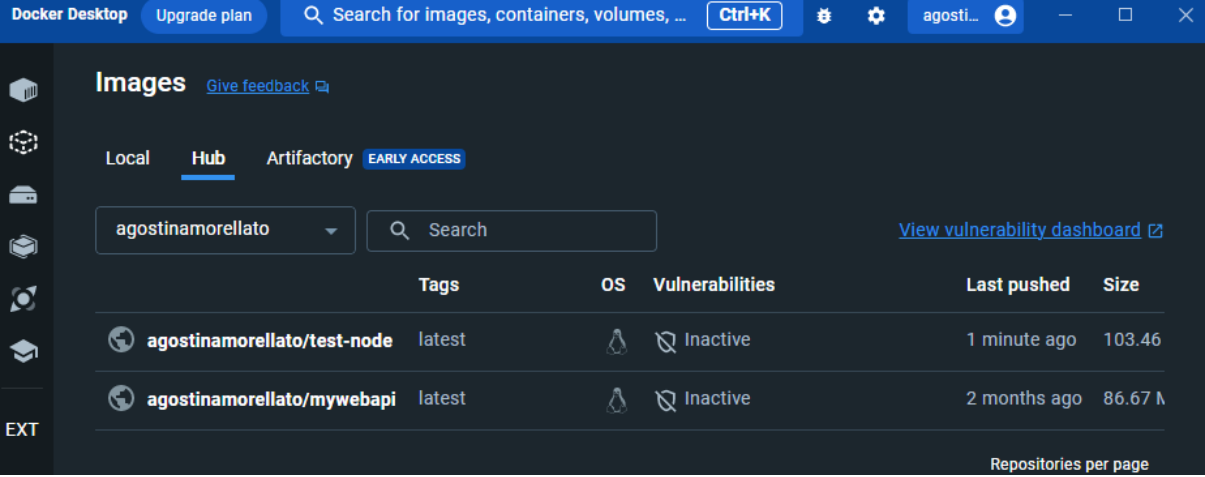 Docker Desktop Upgrade plan Search for images, containers, volumes, ... Ctrl+K agosti...
Images Give feedback
Local Hub Artifactory EARLY ACCESS
agostinamorellato Search View vulnerability dashboard
Tags OS Vulnerabilities Last pushed Size
agostinamorellato/test-node latest Inactive 1 minute ago 103.46
agostinamorellato/mywebapi latest Inactive 2 months ago 86.67 M
EXT
Repositories per page